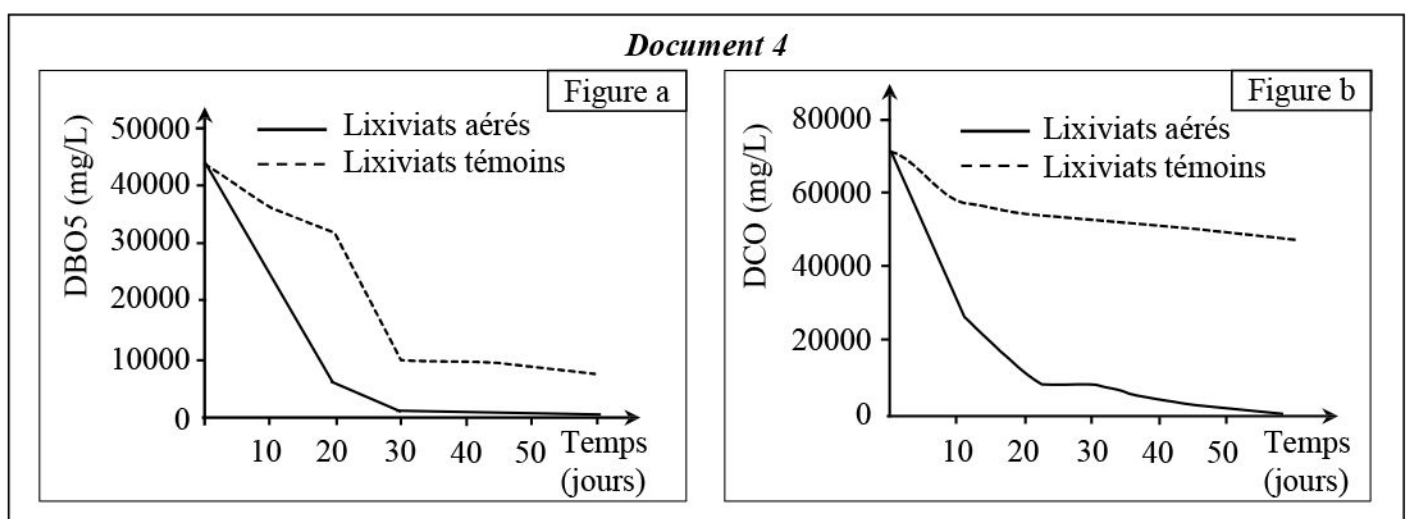 Document 4
Figure a
DBO5 (mg/L)
50000
40000
30000
20000
10000
0
Lixiviats aérés
Lixiviats témoins
10 20 30 40 50 Temps
(jours)
Figure b
DCO (mg/L)
80000
60000
40000
20000
0
Lixiviats aérés
Lixiviats témoins
10 20 30 40 50 Temps
(jours)